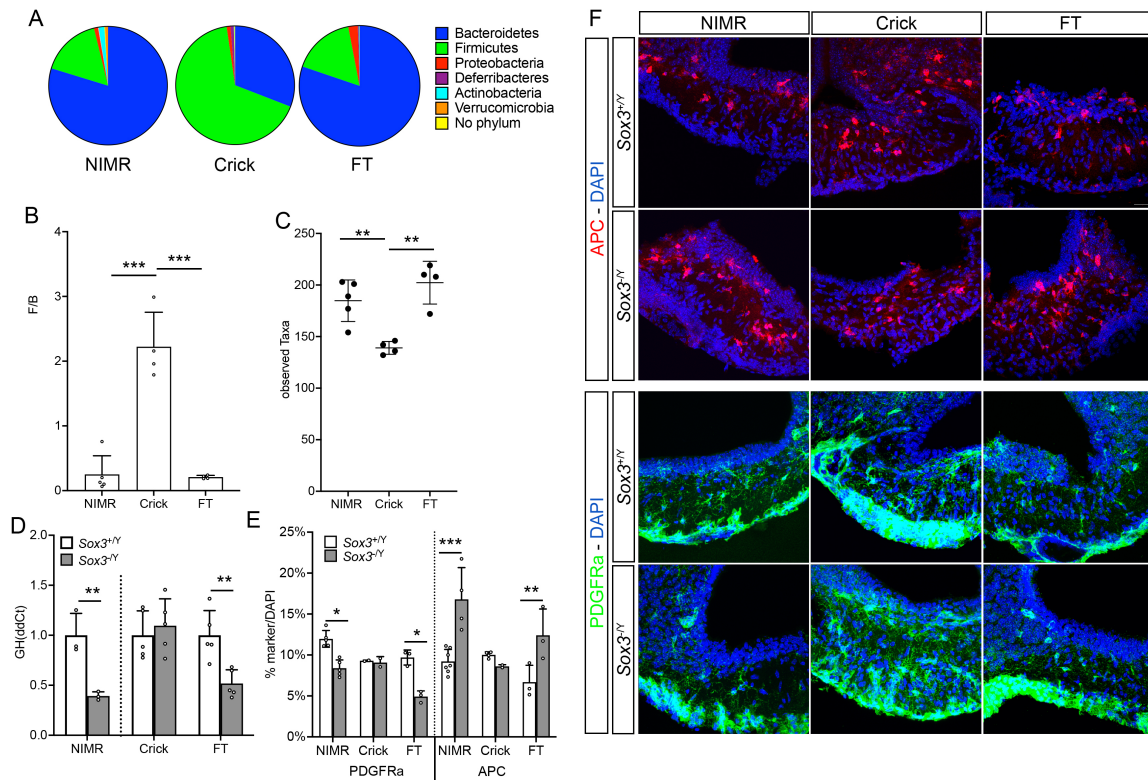 A
NIMR
Crick
FT
Bacteroidetes
Firmicutes
Proteobacteria
Deferribacteres
Actinobacteria
Verrucomicrobia
No phylum
B
F/B
4
3
2
1
0
***
***
NIMR
Crick
FT
C
observed Taxa
250
200
150
100
50
0
**
**
NIMR
Crick
FT
D
GH(ddCt)
2.0
1.5
1.0
0.5
0.0
Sox3+/Y
Sox3-/Y
**
**
NIMR
Crick
FT
E
% marker/DAPI
25%
20%
15%
10%
5%
0%
Sox3+/Y
Sox3-/Y
*
*
***
**
NIMR
Crick
FT
NIMR
Crick
FT
PDGFRa
APC
F
NIMR
Crick
FT
APC - DAPI
Sox3+/Y
Sox3-/Y
PDGFRa - DAPI
Sox3+/Y
Sox3-/Y